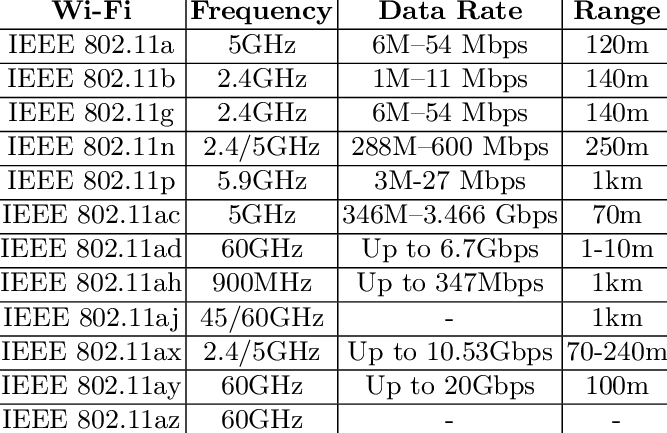 Wi-Fi Frequency Data Rate Range
IEEE 802.11a 5GHz 6M–54 Mbps 120m
IEEE 802.11b 2.4GHz 1M–11 Mbps 140m
IEEE 802.11g 2.4GHz 6M–54 Mbps 140m
IEEE 802.11n 2.4/5GHz 288M–600 Mbps 250m
IEEE 802.11p 5.9GHz 3M-27 Mbps 1km
IEEE 802.11ac 5GHz 346M–3.466 Gbps 70m
IEEE 802.11ad 60GHz Up to 6.7Gbps 1-10m
IEEE 802.11ah 900MHz Up to 347Mbps 1km
IEEE 802.11aj 45/60GHz - 1km
IEEE 802.11ax 2.4/5GHz Up to 10.53Gbps 70-240m
IEEE 802.11ay 60GHz Up to 20Gbps 100m
IEEE 802.11az 60GHz - -